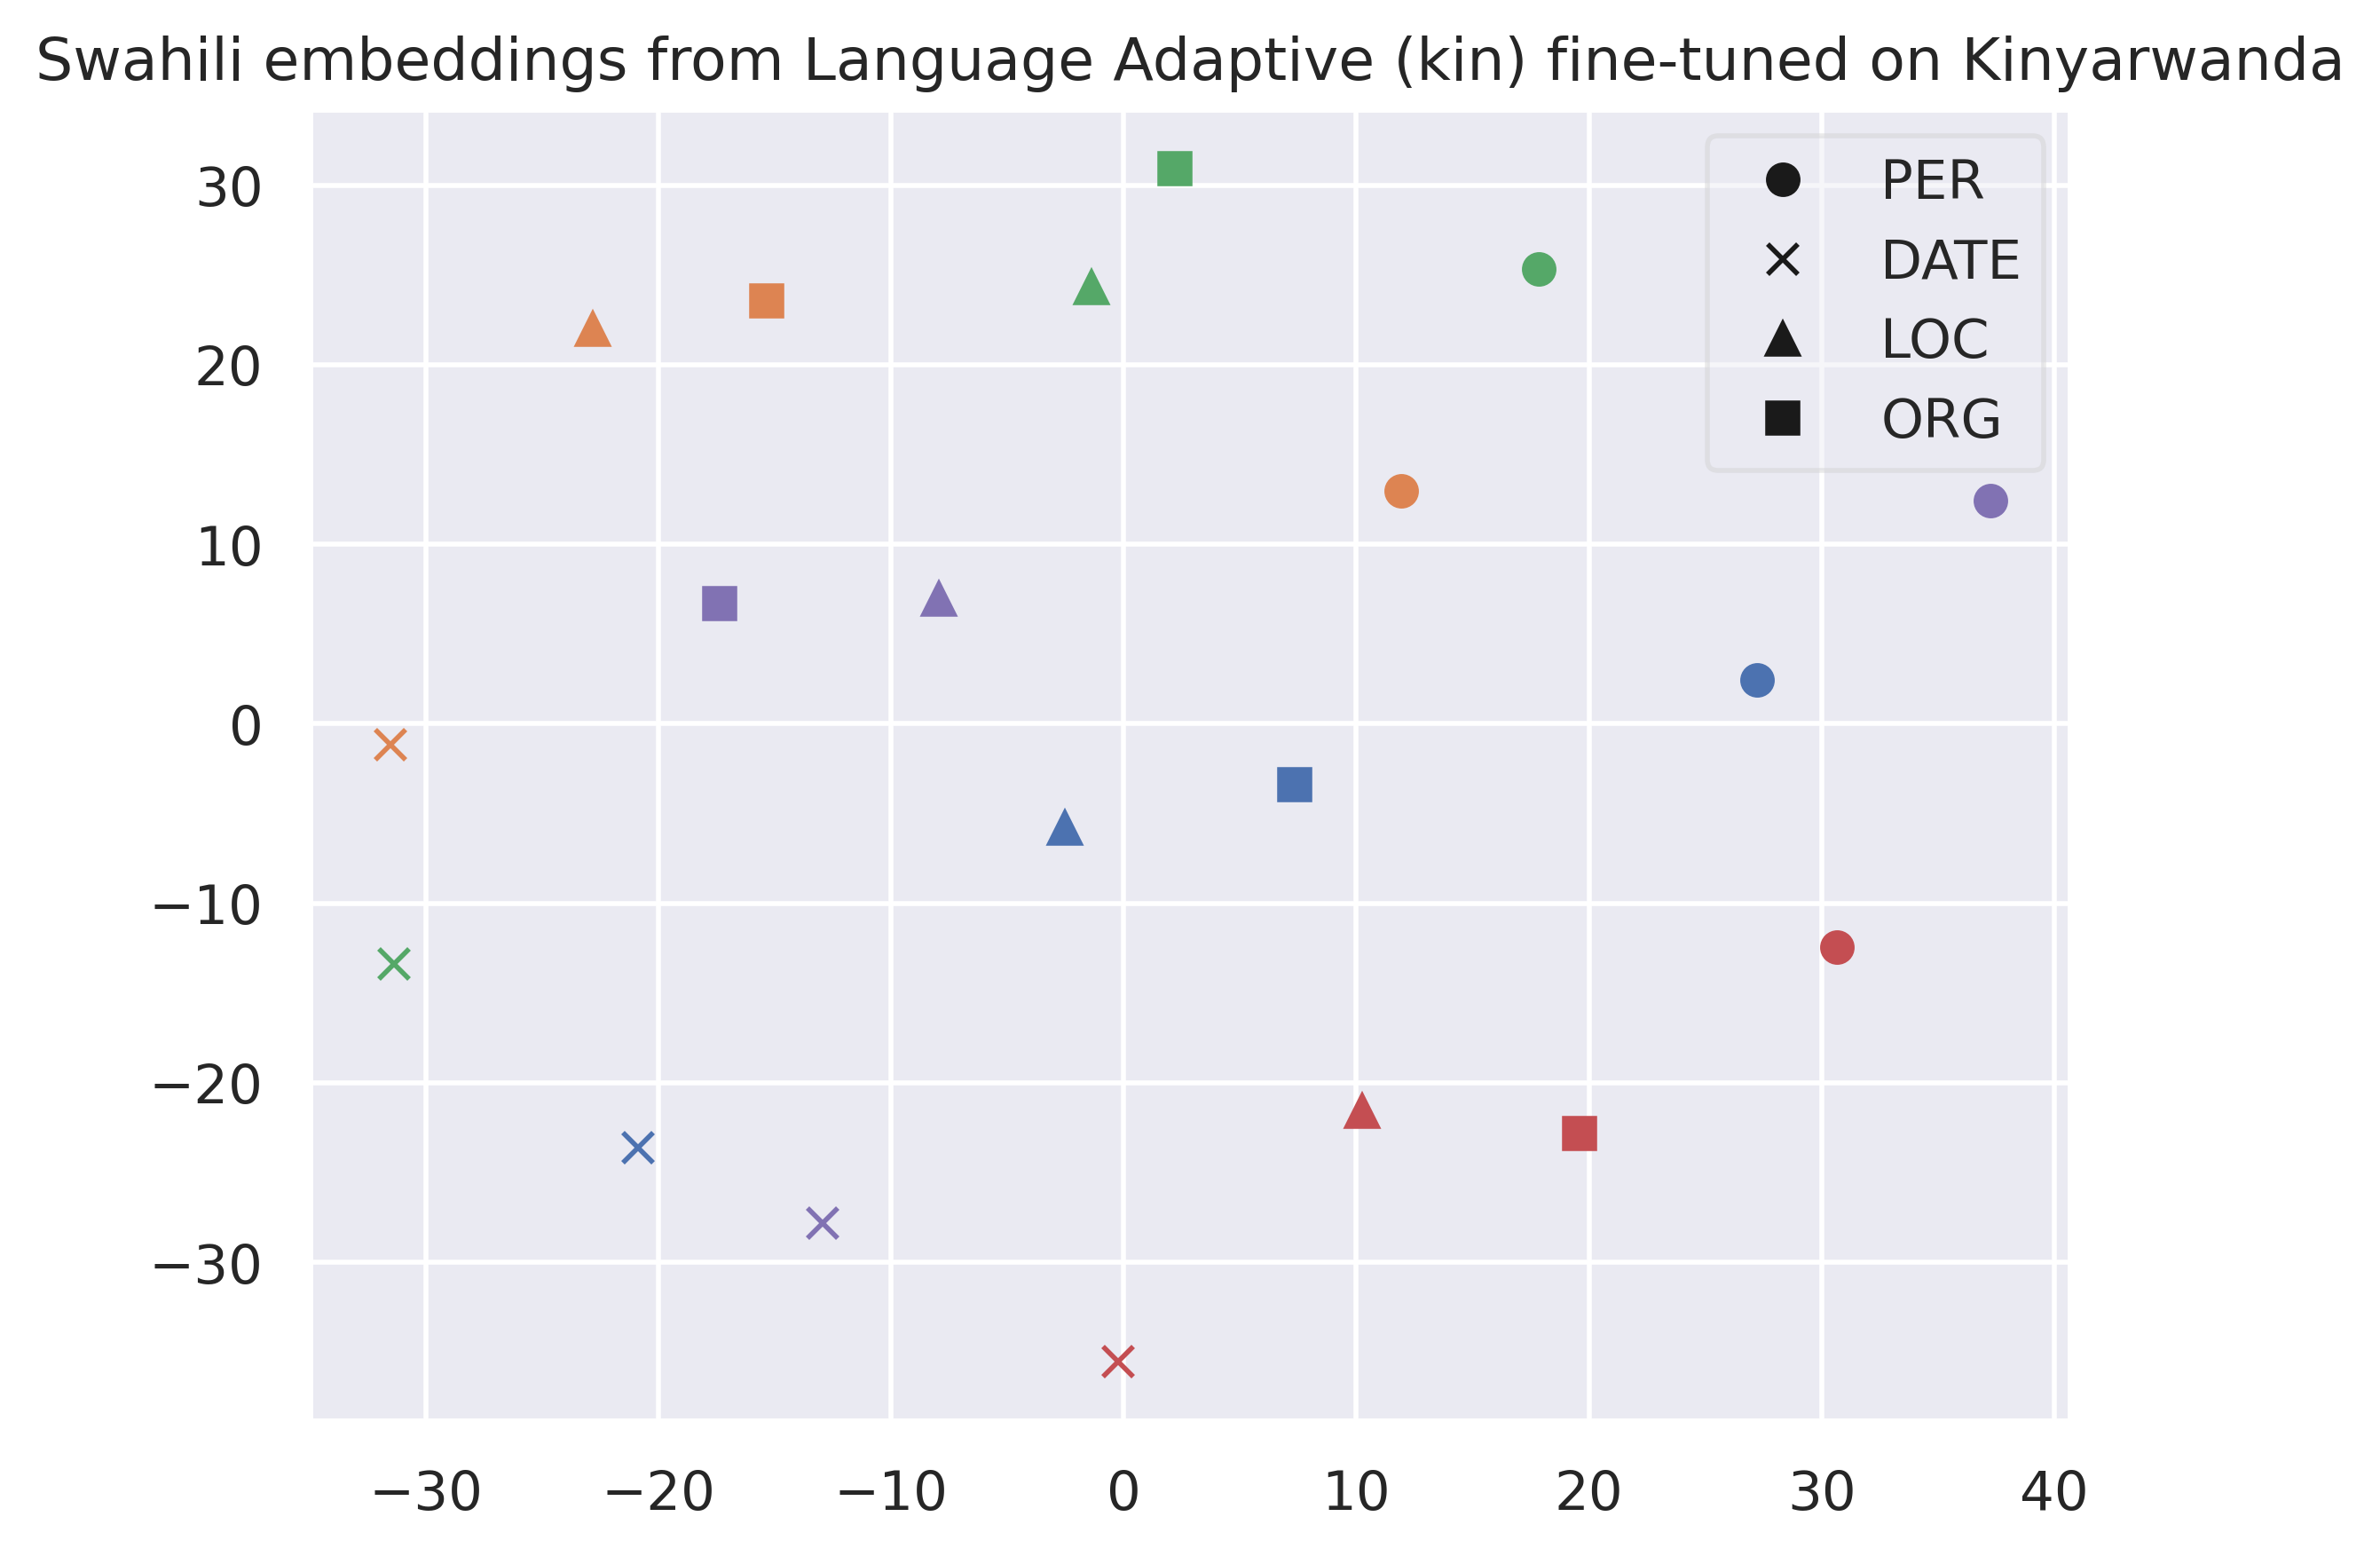 Swahili embeddings from Language Adaptive (kin) fine-tuned on Kinyarwanda
PER
DATE
LOC
ORG
30
20
10
0
−10
−20
−30
−30 −20 −10 0 10 20 30 40